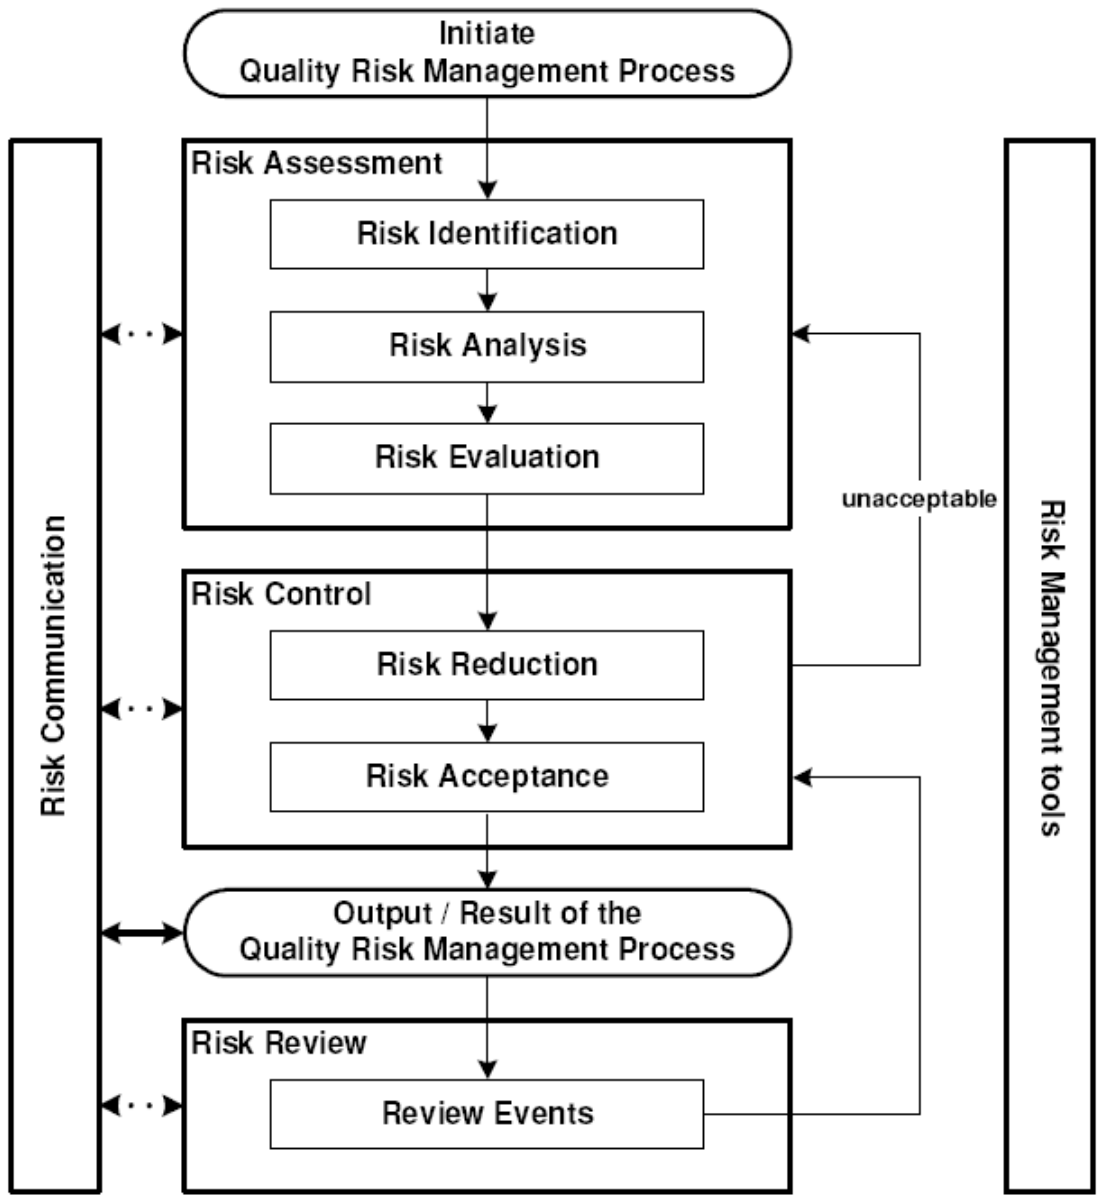 Initiate
Quality Risk Management Process
Risk Assessment
Risk Identification
Risk Analysis
Risk Evaluation
unacceptable
Risk Control
Risk Reduction
Risk Acceptance
Output / Result of the
Quality Risk Management Process
Risk Review
Review Events
Risk Communication
Risk Management tools